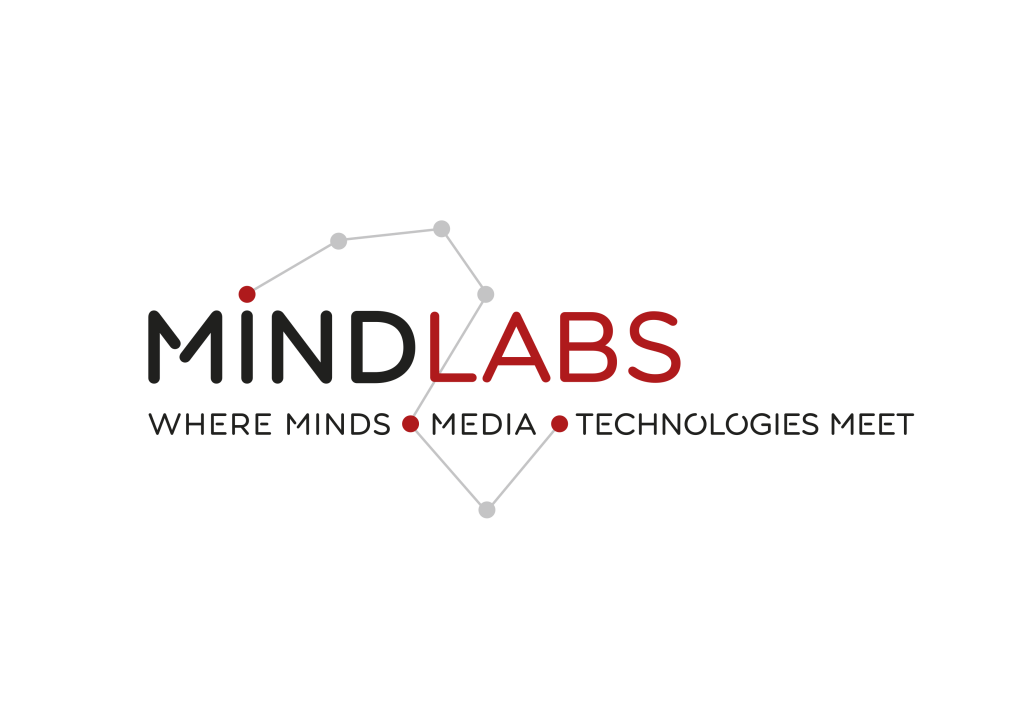 MINDLABS
WHERE MINDS • MEDIA • TECHNOLOGIES MEET